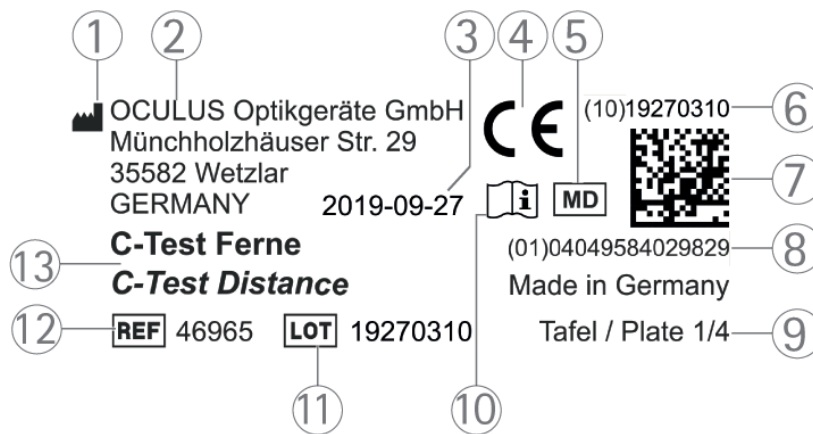 1 2 3 4 5
OCULUS Optikgeräte GmbH
Münchholzhäuser Str. 29
35582 Wetzlar
GERMANY
2019-09-27
CE
(10)19270310 6
7
i MD
(01)04049584029829 8
13
C-Test Ferne
C-Test Distance
Made in Germany
12 REF 46965 LOT 19270310
Tafel / Plate 1/4 9
11 10